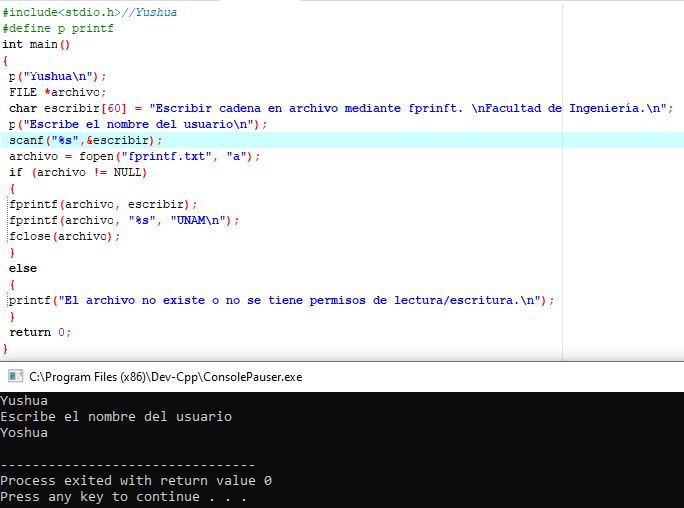 #include<stdio.h>//Yushua
#define p printf
int main()
{
p("Yushua\n");
FILE *archivo;
char escribir[60] = "Escribir cadena en archivo mediante fprinft. \nFacultad de Ingeniería.\n";
p("Escribe el nombre del usuario\n");
scanf("%s",&escribir);
archivo = fopen("fprintf.txt", "a");
if (archivo != NULL)
{
fprintf(archivo, escribir);
fprintf(archivo, "%s", "UNAM\n");
fclose(archivo);
}
else
{
printf("El archivo no existe o no se tiene permisos de lectura/escritura.\n");
}
return 0;
}
C:\Program Files (x86)\Dev-Cpp\ConsolePauser.exe
Yushua
Escribe el nombre del usuario
Yoshua
--------------------------------
Process exited with return value 0
Press any key to continue . . .